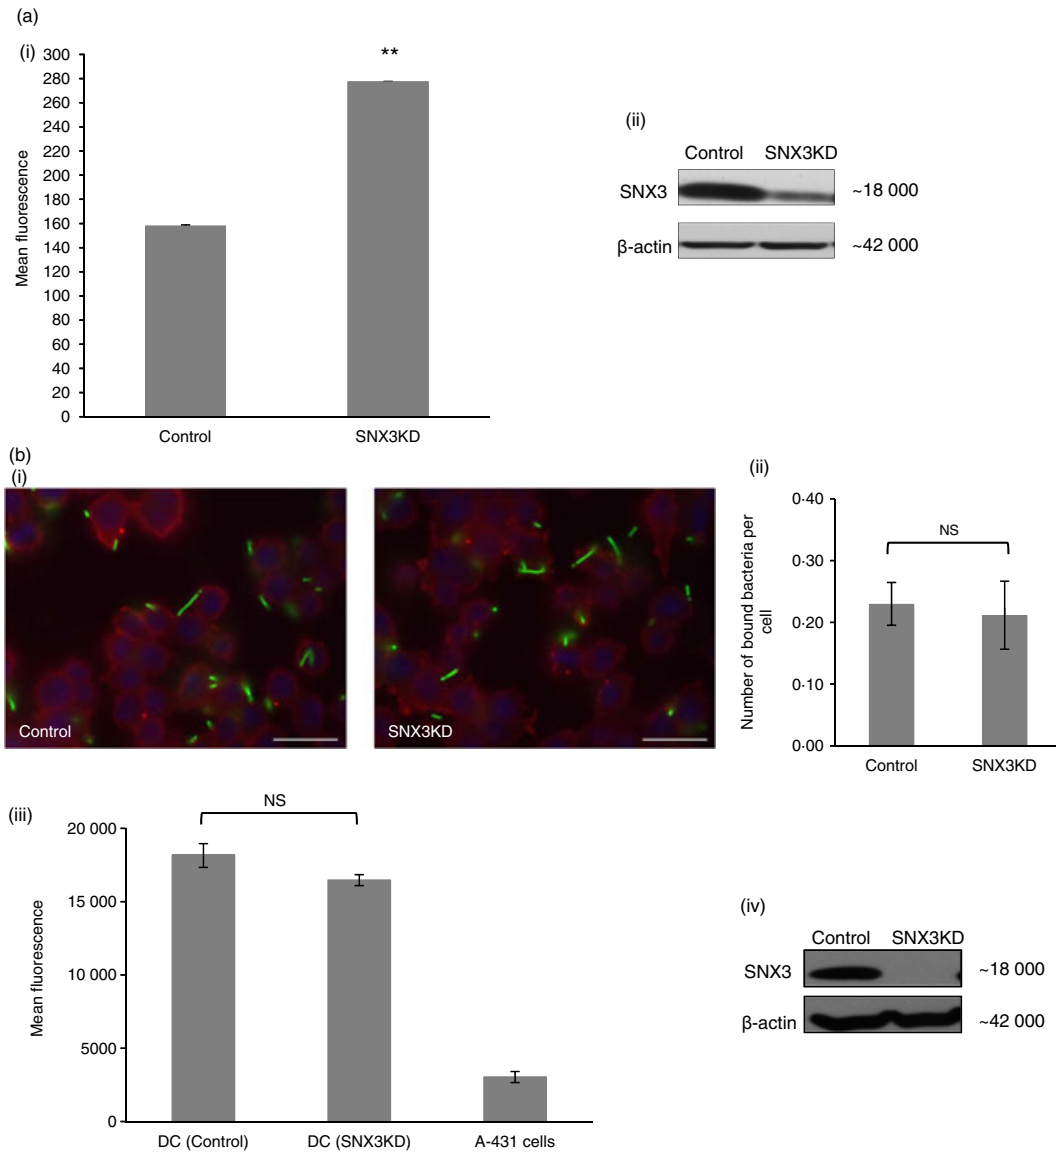 (a)
(i)
**
300
280
260
240
220
200
180
160
140
120
100
80
60
40
20
0
Mean fluorescence
Control SNX3KD
(ii)
Control SNX3KD
SNX3 ~18 000
β-actin ~42 000
(b)
(i)
Control
SNX3KD
(ii)
NS
0·40
0·30
0·20
0·10
0·00
Number of bound bacteria per
cell
Control SNX3KD
(iii)
NS
20 000
15 000
10 000
5000
0
Mean fluorescence
DC (Control) DC (SNX3KD) A-431 cells
(iv)
Control SNX3KD
SNX3 ~18 000
β-actin ~42 000